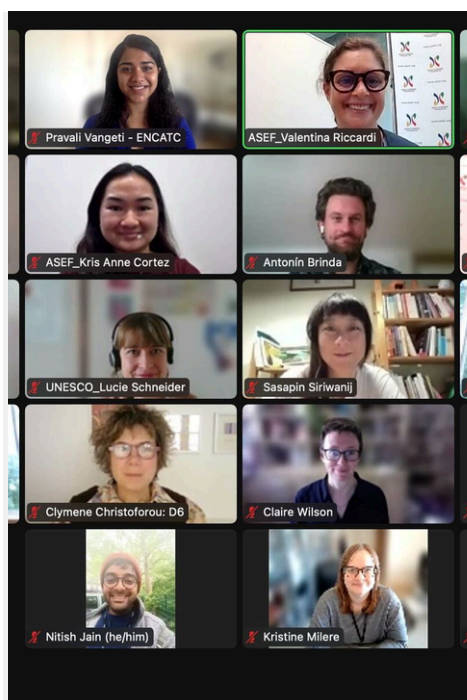 Pravali Vangeti - ENCATC
ASEF_Valentina Riccardi
ASEF_Kris Anne Cortez
Antonín Brinda
UNESCO_Lucie Schneider
Sasapin Siriwanij
Clymene Christoforou: D6
Claire Wilson
Nitish Jain (he/him)
Kristine Milere